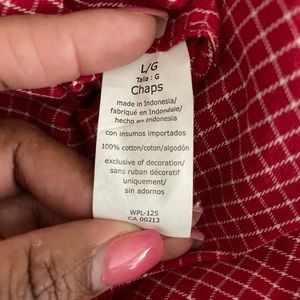 L/G
Talla : G
Chaps
made in Indonesia/
fabriqué en Indonésie/
hecho en Indonesia
con insumos importados
100% cotton/coton/algodón
exclusive of decoration/
sans ruban décoratif
uniquement/
sin adornos
WPL-125
CA 00213